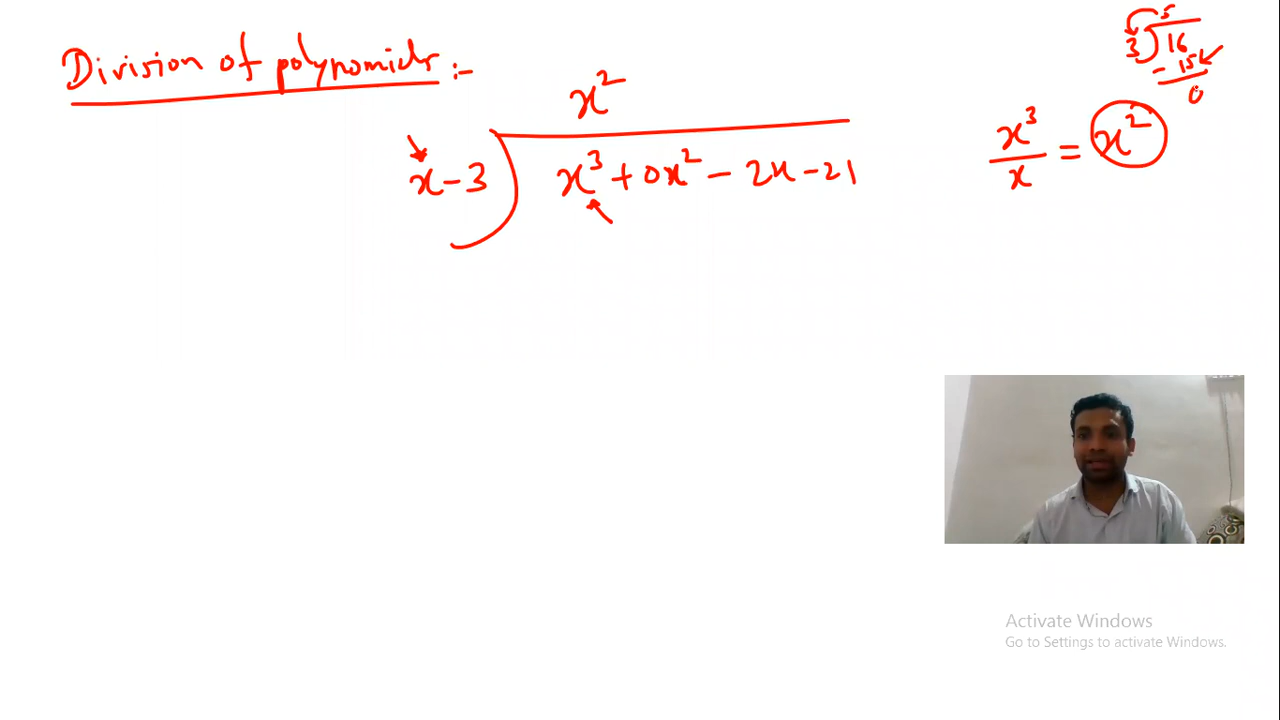 Division of polynomials :-
5
3 ) 16
- 15
0
x²
x - 3 ) x³ + 0x² - 2x - 21
x³ / x = x²
Activate Windows
Go to Settings to activate Windows.